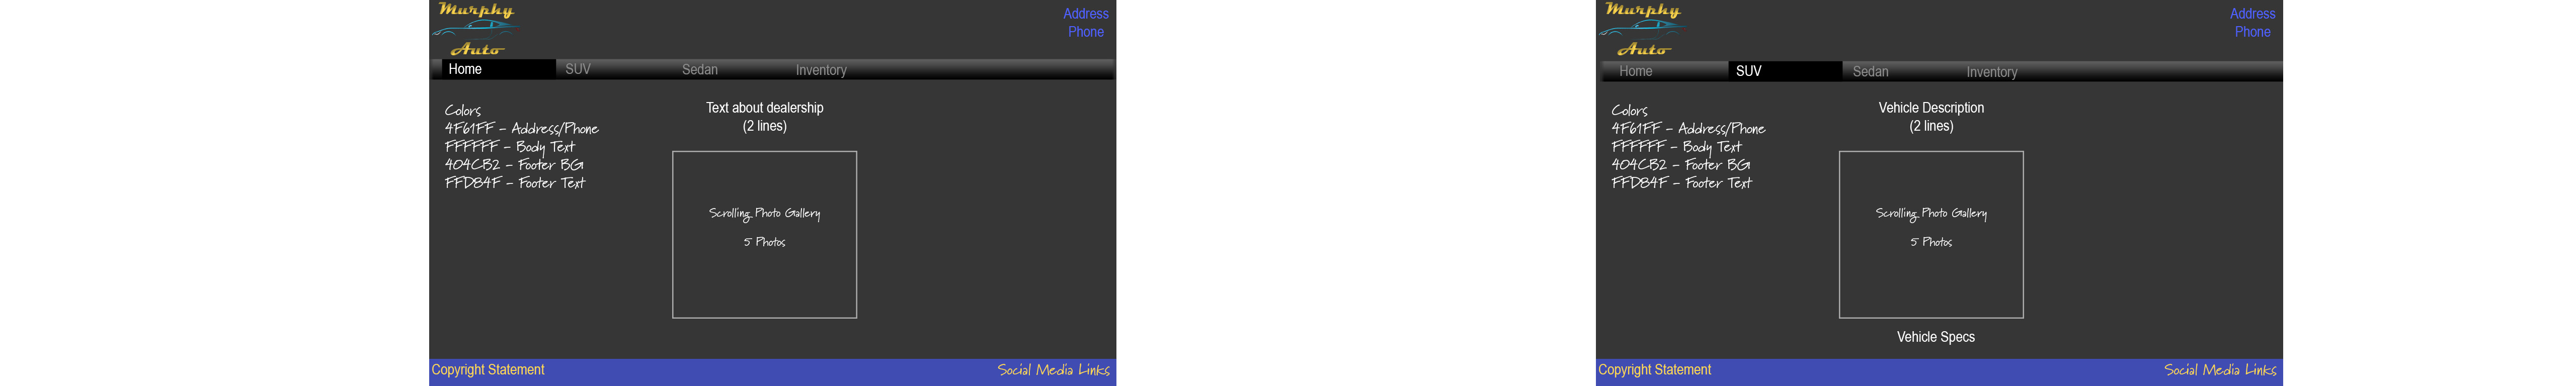 Murphy
Auto
Address
Phone
Home
SUV
Sedan
Inventory
Colors
4F61FF - Address/Phone
FFFFFF - Body Text
404CB2 - Footer BG
FFD84F - Footer Text
Text about dealership
(2 lines)
Scrolling Photo Gallery
5 Photos
Copyright Statement
Social Media Links
Murphy
Auto
Address
Phone
Home
SUV
Sedan
Inventory
Colors
4F61FF - Address/Phone
FFFFFF - Body Text
404CB2 - Footer BG
FFD84F - Footer Text
Vehicle Description
(2 lines)
Scrolling Photo Gallery
5 Photos
Vehicle Specs
Copyright Statement
Social Media Links